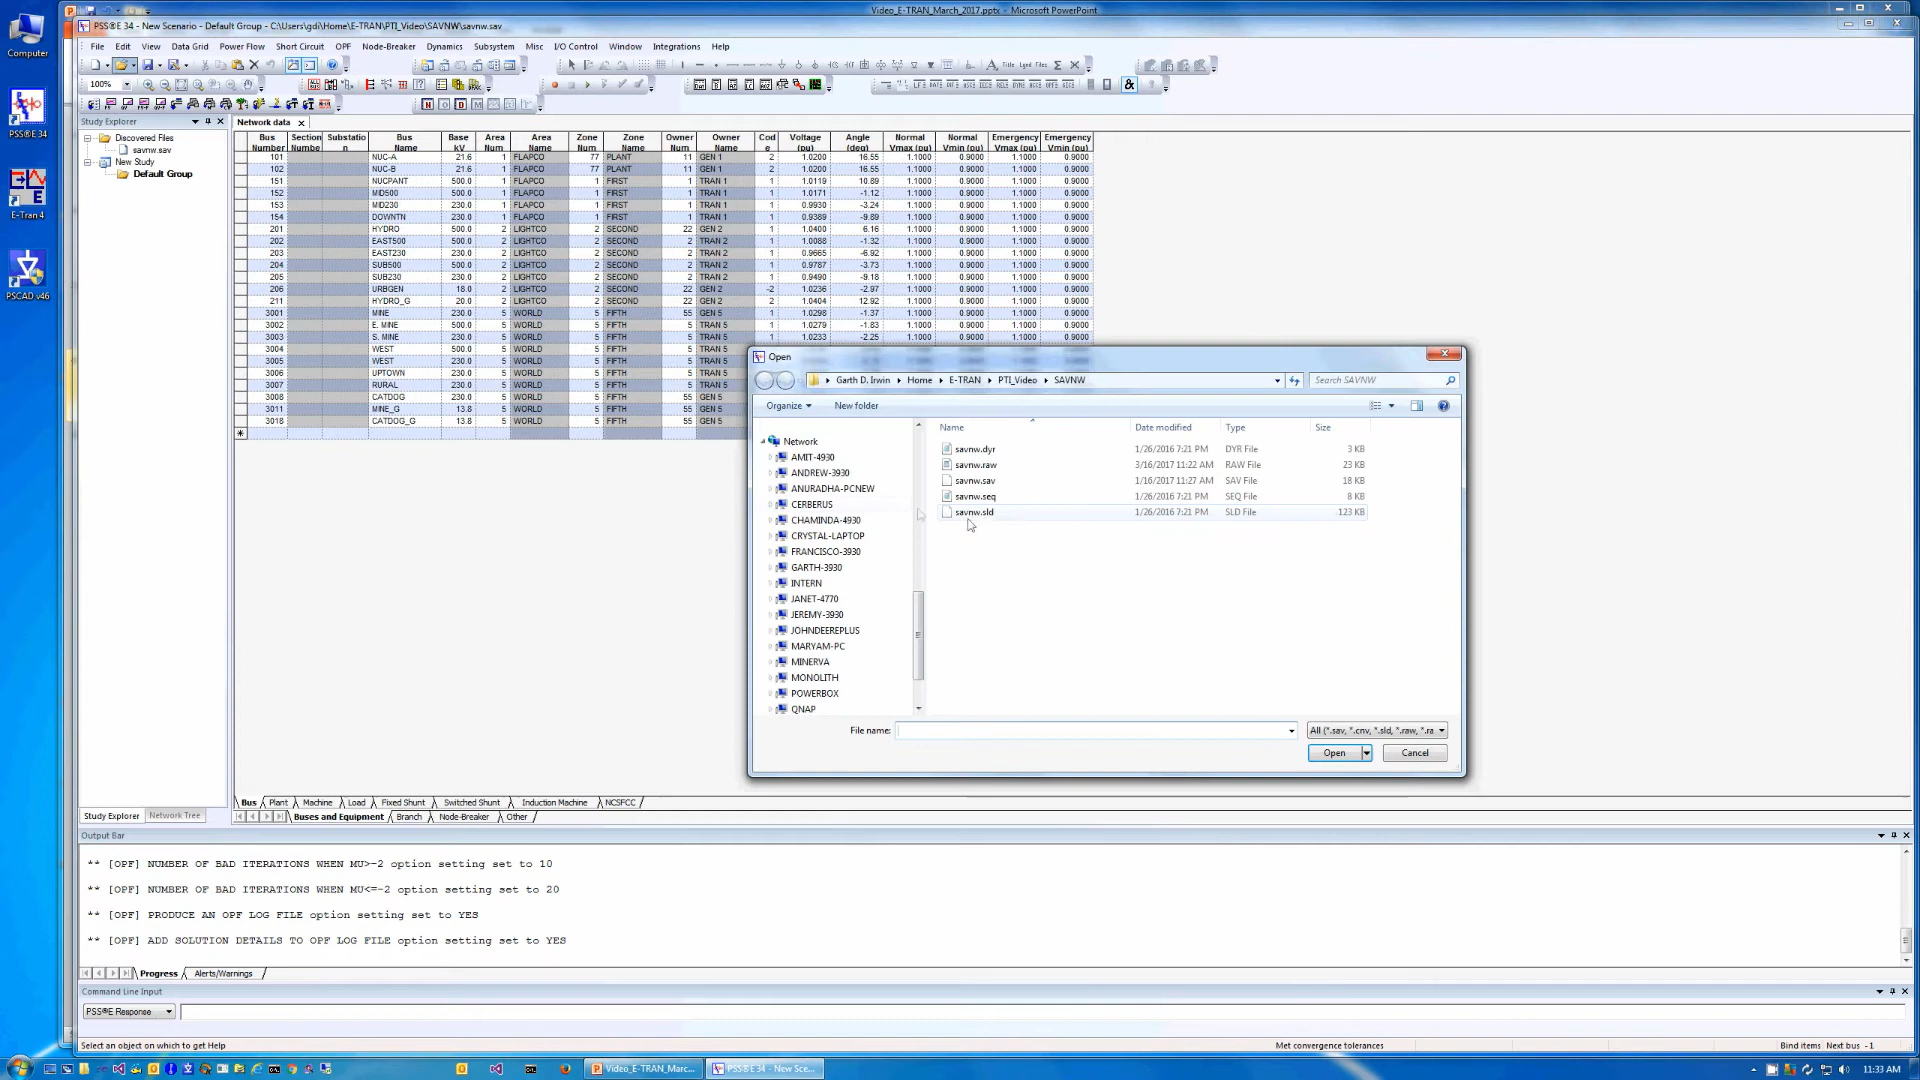 Video_E-TRAN_March_2017.pptx - Microsoft PowerPoint
PSS®E 34 - New Scenario - Default Group - C:\Users\gdi\Home\E-TRAN\PTI_Video\SAVNW\savnw.sav
File Edit View Data Grid Power Flow Short Circuit OPF Node-Breaker Dynamics Subsystem Misc I/O Control Window Integrations Help
100%
Computer
PSS®E 34
E-Tran 4
PSCAD v46
Study Explorer
Discovered Files
savnw.sav
New Study
Default Group
Network data
Bus Number Section Numbe Substatio n Bus Name Base kV Area Num Area Name Zone Num Zone Name Owner Num Owner Name Cod e Voltage (pu) Angle (deg) Normal Vmax (pu) Normal Vmin (pu) Emergency Vmax (pu) Emergency Vmin (pu)
101 NUC-A 21.6 1 FLAPCO 77 PLANT 11 GEN 1 2 1.0200 16.55 1.1000 0.9000 1.1000 0.9000
102 NUC-B 21.6 1 FLAPCO 77 PLANT 11 GEN 1 2 1.0200 16.55 1.1000 0.9000 1.1000 0.9000
151 NUCPANT 500.0 1 FLAPCO 1 FIRST 1 TRAN 1 1 1.0119 10.89 1.1000 0.9000 1.1000 0.9000
152 MID500 500.0 1 FLAPCO 1 FIRST 1 TRAN 1 1 1.0171 -1.12 1.1000 0.9000 1.1000 0.9000
153 MID230 230.0 1 FLAPCO 1 FIRST 1 TRAN 1 1 0.9930 -3.24 1.1000 0.9000 1.1000 0.9000
154 DOWNTN 230.0 1 FLAPCO 1 FIRST 1 TRAN 1 1 0.9389 -9.89 1.1000 0.9000 1.1000 0.9000
201 HYDRO 500.0 2 LIGHTCO 2 SECOND 22 GEN 2 1 1.0400 6.16 1.1000 0.9000 1.1000 0.9000
202 EAST500 500.0 2 LIGHTCO 2 SECOND 2 TRAN 2 1 1.0088 -1.32 1.1000 0.9000 1.1000 0.9000
203 EAST230 230.0 2 LIGHTCO 2 SECOND 2 TRAN 2 1 0.9665 -6.92 1.1000 0.9000 1.1000 0.9000
204 SUB500 500.0 2 LIGHTCO 2 SECOND 2 TRAN 2 1 0.9787 -3.73 1.1000 0.9000 1.1000 0.9000
205 SUB230 230.0 2 LIGHTCO 2 SECOND 2 TRAN 2 1 0.9490 -9.18 1.1000 0.9000 1.1000 0.9000
206 URBGEN 18.0 2 LIGHTCO 2 SECOND 22 GEN 2 -2 1.0236 -2.97 1.1000 0.9000 1.1000 0.9000
211 HYDRO_G 20.0 2 LIGHTCO 2 SECOND 22 GEN 2 2 1.0404 12.92 1.1000 0.9000 1.1000 0.9000
3001 MINE 230.0 5 WORLD 5 FIFTH 55 GEN 5 1 1.0298 -1.37 1.1000 0.9000 1.1000 0.9000
3002 E. MINE 500.0 5 WORLD 5 FIFTH 5 TRAN 5 1 1.0279 -1.83 1.1000 0.9000 1.1000 0.9000
3003 S. MINE 230.0 5 WORLD 5 FIFTH 5 TRAN 5 1 1.0233 -2.25 1.1000 0.9000 1.1000 0.9000
3004 WEST 500.0 5 WORLD 5 FIFTH 5 TRAN 5
3005 WEST 230.0 5 WORLD 5 FIFTH 5 TRAN 5
3006 UPTOWN 230.0 5 WORLD 5 FIFTH 5 TRAN 5
3007 RURAL 230.0 5 WORLD 5 FIFTH 5 TRAN 5
3008 CATDOG 230.0 5 WORLD 5 FIFTH 55 GEN 5
3011 MINE_G 13.8 5 WORLD 5 FIFTH 55 GEN 5
3018 CATDOG_G 13.8 5 WORLD 5 FIFTH 55 GEN 5
Open
Garth D. Irwin Home E-TRAN PTI_Video SAVNW
Search SAVNW
Organize New folder
Name Date modified Type Size
savnw.dyr 1/26/2016 7:21 PM DYR File 3 KB
savnw.raw 3/16/2017 11:22 AM RAW File 23 KB
savnw.sav 1/16/2017 11:27 AM SAV File 18 KB
savnw.seq 1/26/2016 7:21 PM SEQ File 8 KB
savnw.sld 1/26/2016 7:21 PM SLD File 123 KB
Network
AMIT-4930
ANDREW-3930
ANURADHA-PCNEW
CERBERUS
CHAMINDA-4930
CRYSTAL-LAPTOP
FRANCISCO-3930
GARTH-3930
INTERN
JANET-4770
JEREMY-3930
JOHNDEEREPLUS
MARYAM-PC
MINERVA
MONOLITH
POWERBOX
QNAP
File name: All (*.sav, *.cnv, *.sld, *.raw, *.ra
Open Cancel
Bus Plant Machine Load Fixed Shunt Switched Shunt Induction Machine NCSFCC
Study Explorer Network Tree
Buses and Equipment Branch Node-Breaker Other
Output Bar
** [OPF] NUMBER OF BAD ITERATIONS WHEN MU>-2 option setting set to 10
** [OPF] NUMBER OF BAD ITERATIONS WHEN MU<=-2 option setting set to 20
** [OPF] PRODUCE AN OPF LOG FILE option setting set to YES
** [OPF] ADD SOLUTION DETAILS TO OPF LOG FILE option setting set to YES
Progress Alerts/Warnings
Command Line Input
PSS®E Response
Select an object on which to get Help
Met convergence tolerances
Bind items Next bus - 1
Video_E-TRAN_Marc...
PSS®E 34 - New Sce...
11:33 AM